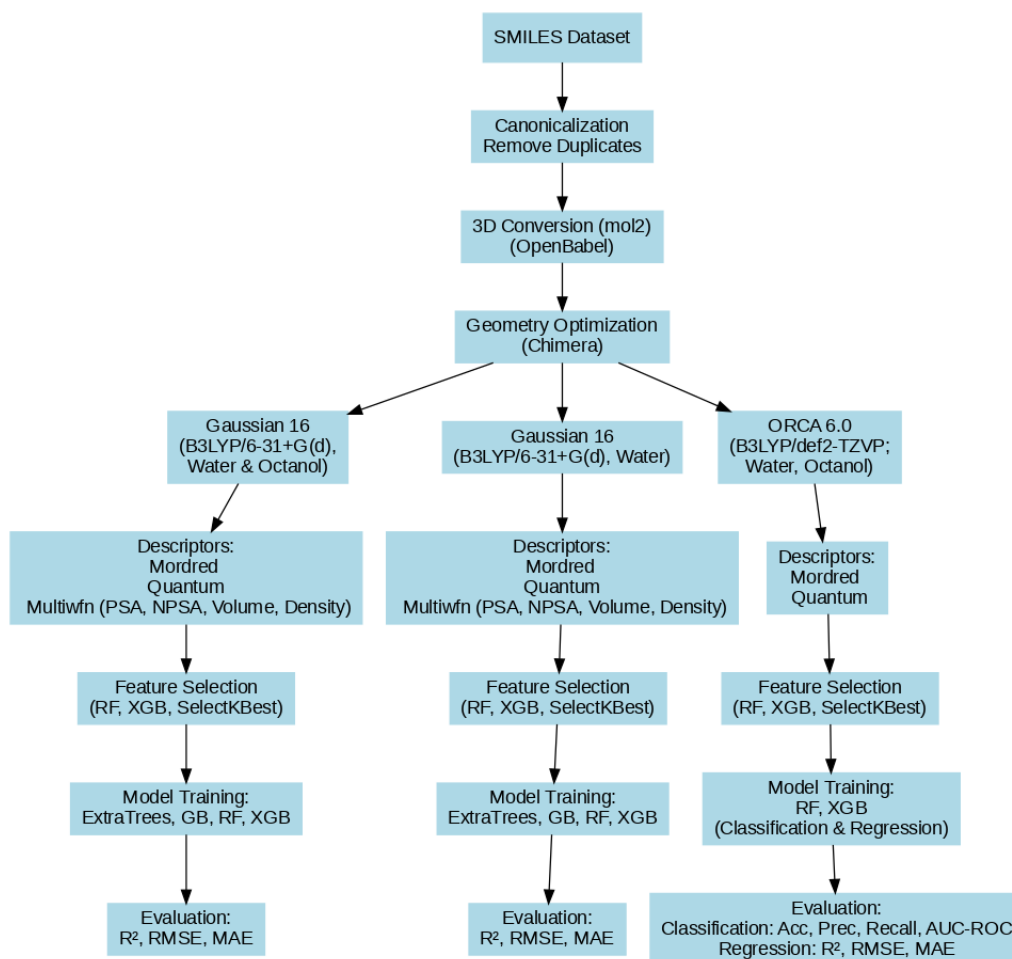 SMILES Dataset
Canonicalization
Remove Duplicates
3D Conversion (mol2)
(OpenBabel)
Geometry Optimization
(Chimera)
Gaussian 16
(B3LYP/6-31+G(d),
Water & Octanol)
Gaussian 16
(B3LYP/6-31+G(d), Water)
ORCA 6.0
(B3LYP/def2-TZVP;
Water, Octanol)
Descriptors:
Mordred
Quantum
Multiwfn (PSA, NPSA, Volume, Density)
Descriptors:
Mordred
Quantum
Multiwfn (PSA, NPSA, Volume, Density)
Descriptors:
Mordred
Quantum
Feature Selection
(RF, XGB, SelectKBest)
Feature Selection
(RF, XGB, SelectKBest)
Feature Selection
(RF, XGB, SelectKBest)
Model Training:
ExtraTrees, GB, RF, XGB
Model Training:
ExtraTrees, GB, RF, XGB
Model Training:
RF, XGB
(Classification & Regression)
Evaluation:
R², RMSE, MAE
Evaluation:
R², RMSE, MAE
Evaluation:
Classification: Acc, Prec, Recall, AUC-ROC
Regression: R², RMSE, MAE